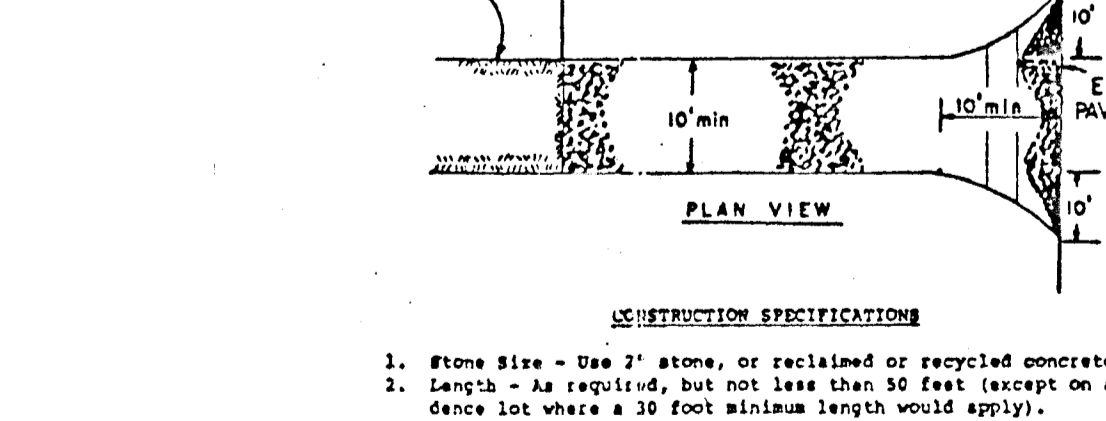 10'
E
10'min
10'min
PAV
PLAN VIEW
10'
CONSTRUCTION SPECIFICATIONS
1. Stone Size - Use 2" stone, or reclaimed or recycled concrete
2. Length - As required, but not less than 50 feet (except on a
dence lot where a 30 foot minimum length would apply).